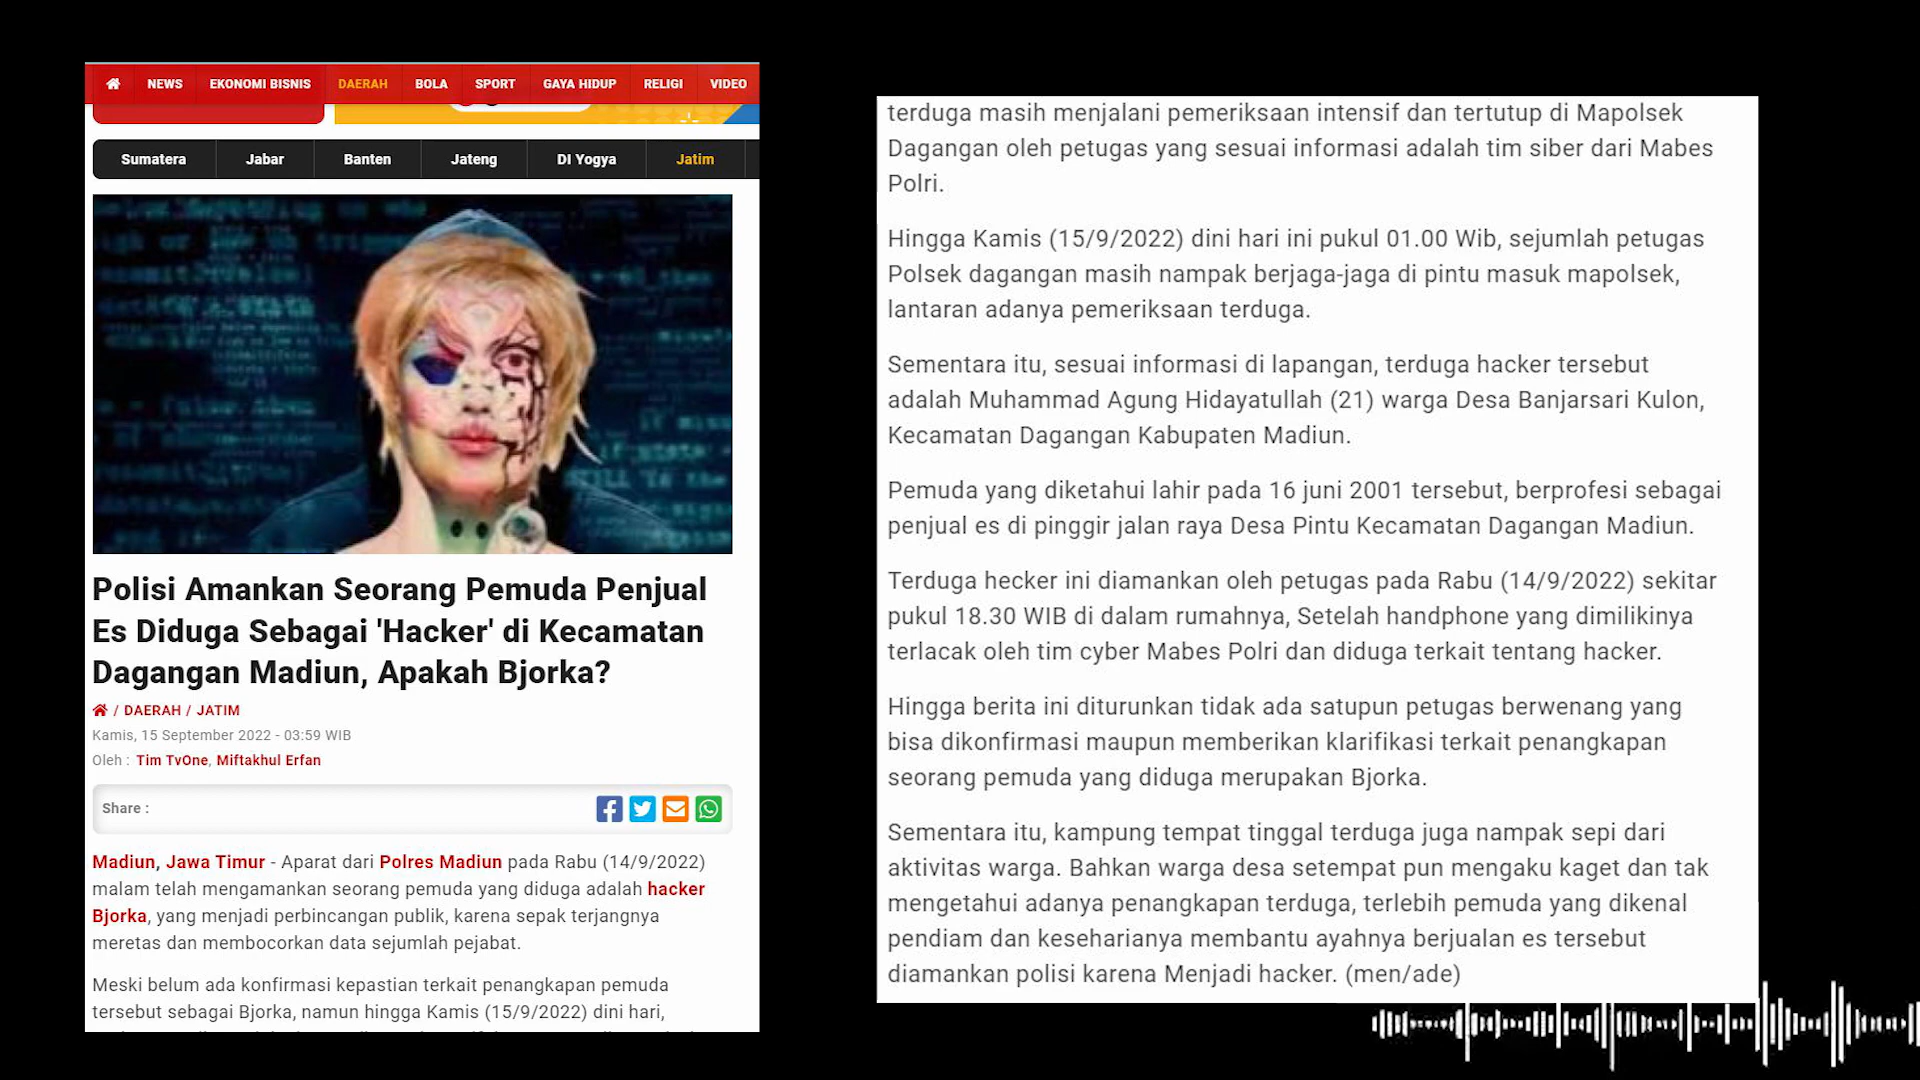 NEWS EKONOMI BISNIS DAERAH BOLA SPORT GAYA HIDUP RELIGI VIDEO
Sumatera Jabar Banten Jateng DI Yogya Jatim
Polisi Amankan Seorang Pemuda Penjual
Es Diduga Sebagai 'Hacker' di Kecamatan
Dagangan Madiun, Apakah Bjorka?
/ DAERAH / JATIM
Kamis, 15 September 2022 - 03:59 WIB
Oleh : Tim TvOne, Miftakhul Erfan
Share :
Madiun, Jawa Timur - Aparat dari Polres Madiun pada Rabu (14/9/2022)
malam telah mengamankan seorang pemuda yang diduga adalah hacker
Bjorka, yang menjadi perbincangan publik, karena sepak terjangnya
meretas dan membocorkan data sejumlah pejabat.
Meski belum ada konfirmasi kepastian terkait penangkapan pemuda
tersebut sebagai Bjorka, namun hingga Kamis (15/9/2022) dini hari,
terduga masih menjalani pemeriksaan intensif dan tertutup di Mapolsek
Dagangan oleh petugas yang sesuai informasi adalah tim siber dari Mabes
Polri.
Hingga Kamis (15/9/2022) dini hari ini pukul 01.00 Wib, sejumlah petugas
Polsek dagangan masih nampak berjaga-jaga di pintu masuk mapolsek,
lantaran adanya pemeriksaan terduga.
Sementara itu, sesuai informasi di lapangan, terduga hacker tersebut
adalah Muhammad Agung Hidayatullah (21) warga Desa Banjarsari Kulon,
Kecamatan Dagangan Kabupaten Madiun.
Pemuda yang diketahui lahir pada 16 juni 2001 tersebut, berprofesi sebagai
penjual es di pinggir jalan raya Desa Pintu Kecamatan Dagangan Madiun.
Terduga hecker ini diamankan oleh petugas pada Rabu (14/9/2022) sekitar
pukul 18.30 WIB di dalam rumahnya, Setelah handphone yang dimilikinya
terlacak oleh tim cyber Mabes Polri dan diduga terkait tentang hacker.
Hingga berita ini diturunkan tidak ada satupun petugas berwenang yang
bisa dikonfirmasi maupun memberikan klarifikasi terkait penangkapan
seorang pemuda yang diduga merupakan Bjorka.
Sementara itu, kampung tempat tinggal terduga juga nampak sepi dari
aktivitas warga. Bahkan warga desa setempat pun mengaku kaget dan tak
mengetahui adanya penangkapan terduga, terlebih pemuda yang dikenal
pendiam dan keseharianya membantu ayahnya berjualan es tersebut
diamankan polisi karena Menjadi hacker. (men/ade)